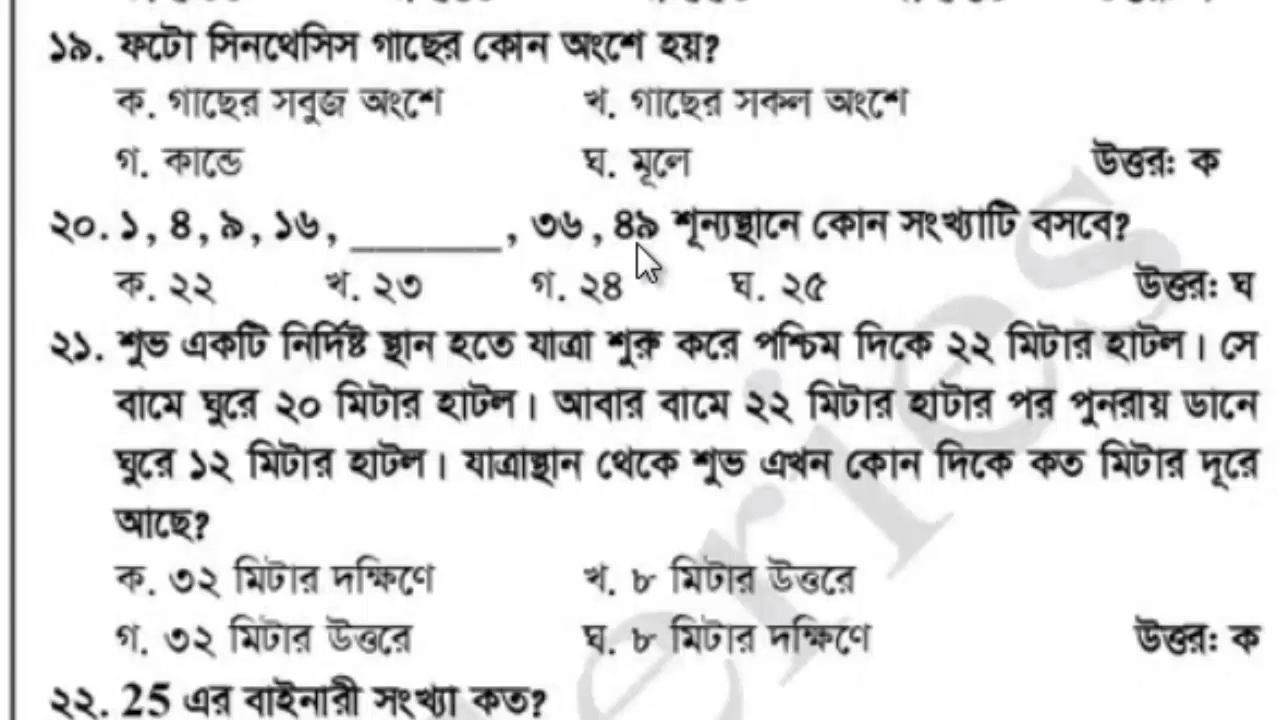 ১৯. ফটো সিনথেসিস গাছের কোন অংশে হয়?
ক. গাছের সবুজ অংশে খ. গাছের সকল অংশে
গ. কান্ডে ঘ. মূলে উত্তর: ক
২০. ১, ৪, ৯, ১৬, ________, ৩৬, ৪৯ শূন্যস্থানে কোন সংখ্যাটি বসবে?
ক. ২২ খ. ২৩ গ. ২৪ ঘ. ২৫ উত্তর: ঘ
২১. শুভ একটি নির্দিষ্ট স্থান হতে যাত্রা শুরু করে পশ্চিম দিকে ২২ মিটার হাটল। সে
বামে ঘুরে ২০ মিটার হাটল। আবার বামে ২২ মিটার হাটার পর পুনরায় ডানে
ঘুরে ১২ মিটার হাটল। যাত্রাস্থান থেকে শুভ এখন কোন দিকে কত মিটার দূরে
আছে?
ক. ৩২ মিটার দক্ষিণে খ. ৮ মিটার উত্তরে
গ. ৩২ মিটার উত্তরে ঘ. ৮ মিটার দক্ষিণে উত্তর: ক
২২. 25 এর বাইনারী সংখ্যা কত?